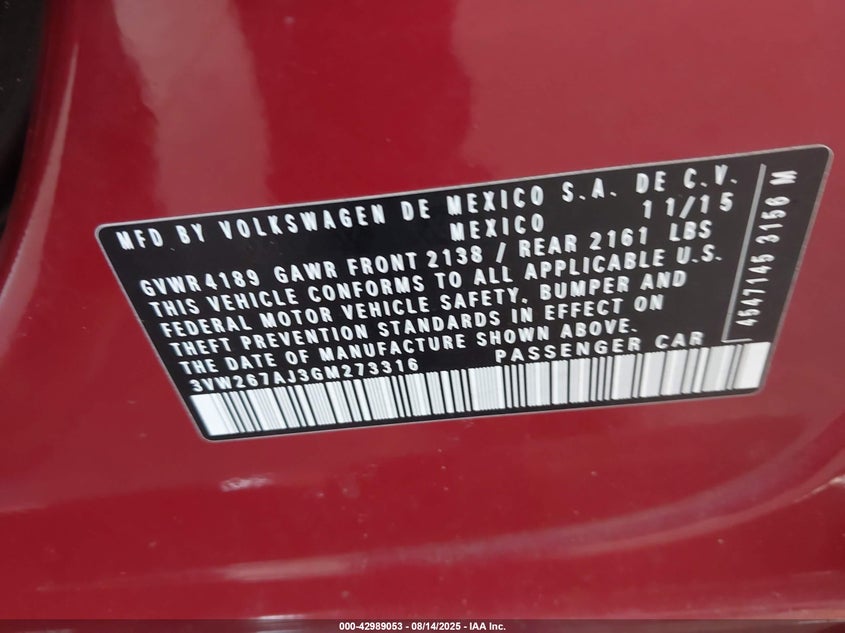 MFD BY VOLKSWAGEN DE MEXICO S.A. DE C.V.
MEXICO 11/15
GVWR 4189 GAWR FRONT 2138 / REAR 2161 LBS
THIS VEHICLE CONFORMS TO ALL APPLICABLE U.S.
FEDERAL MOTOR VEHICLE SAFETY, BUMPER AND
THEFT PREVENTION STANDARDS IN EFFECT ON
THE DATE OF MANUFACTURE SHOWN ABOVE.
3VW267AJ3GM273316 PASSENGER CAR
4547145 3156 M
000-42989053 - 08/14/2025 - IAA Inc.